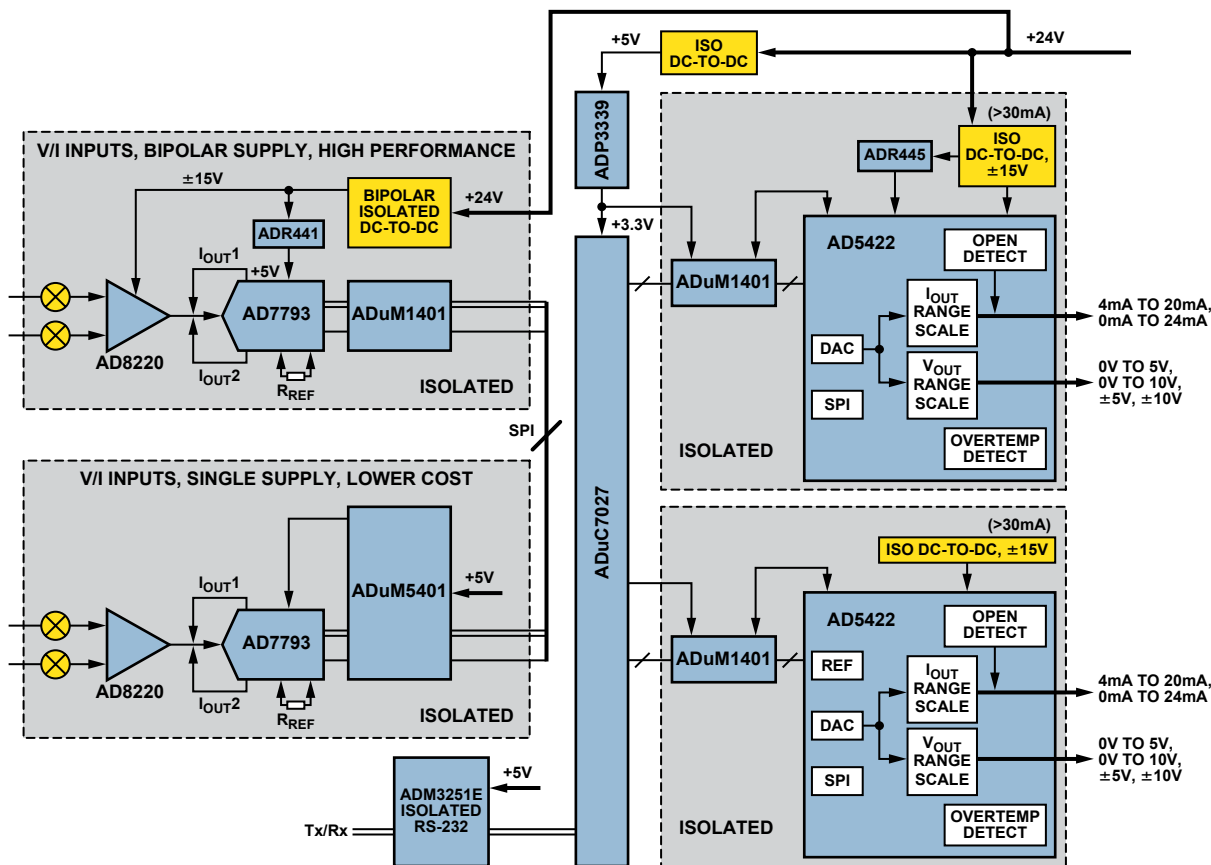 +24V
+5V
ISO
DC-TO-DC
ADP3339
+3.3V
V/I INPUTS, BIPOLAR SUPPLY, HIGH PERFORMANCE
±15V
BIPOLAR
ISOLATED
DC-TO-DC
+24V
ADR441
IOUT1
+5V
AD7793
ADuM1401
AD8220
IOUT2
RREF
ISOLATED
SPI
V/I INPUTS, SINGLE SUPPLY, LOWER COST
IOUT1
AD7793
ADuM5401
+5V
AD8220
IOUT2
RREF
ISOLATED
ADM3251E
ISOLATED
RS-232
+5V
Tx/Rx
ADuC7027
(>30mA)
ISO
DC-TO-DC,
±15V
ADR445
ADuM1401
AD5422
OPEN
DETECT
IOUT
RANGE
SCALE
DAC
VOUT
RANGE
SCALE
SPI
OVERTEMP
DETECT
ISOLATED
4mA TO 20mA,
0mA TO 24mA
0V TO 5V,
0V TO 10V,
±5V, ±10V
(>30mA)
ISO DC-TO-DC, ±15V
ADuM1401
AD5422
OPEN
DETECT
REF
IOUT
RANGE
SCALE
DAC
VOUT
RANGE
SCALE
SPI
OVERTEMP
DETECT
ISOLATED
4mA TO 20mA,
0mA TO 24mA
0V TO 5V,
0V TO 10V,
±5V, ±10V